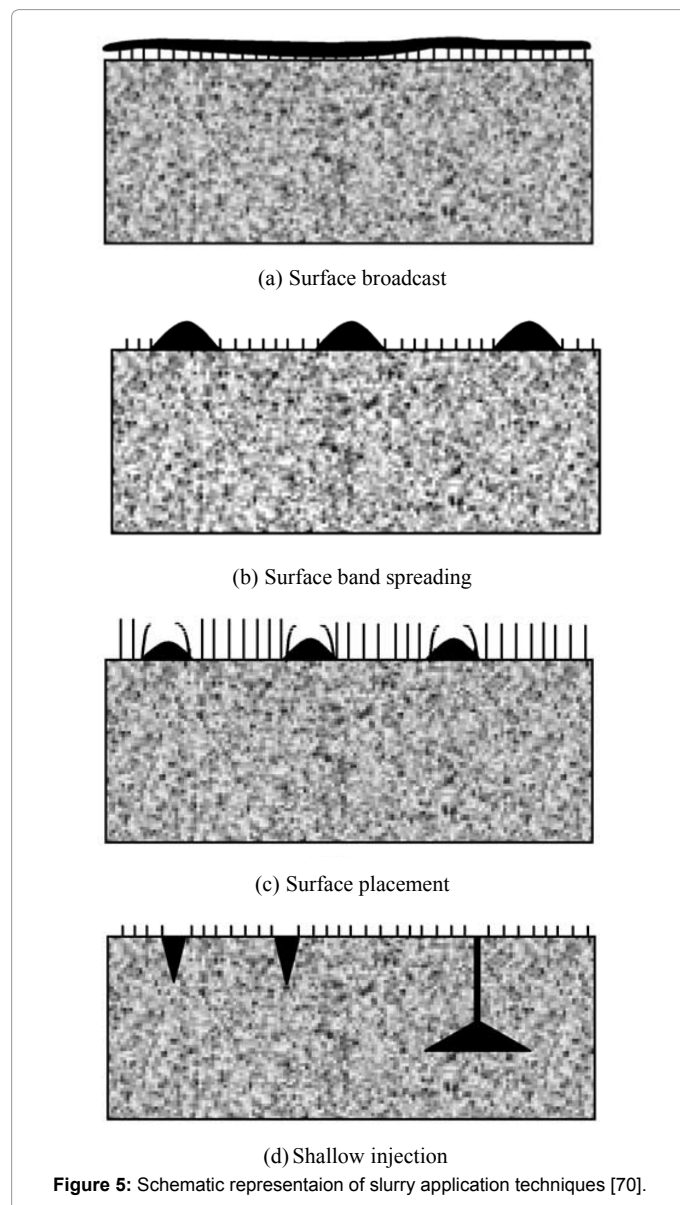 (a) Surface broadcast
(b) Surface band spreading
(c) Surface placement
(d) Shallow injection
Figure 5: Schematic representaion of slurry application techniques [70].